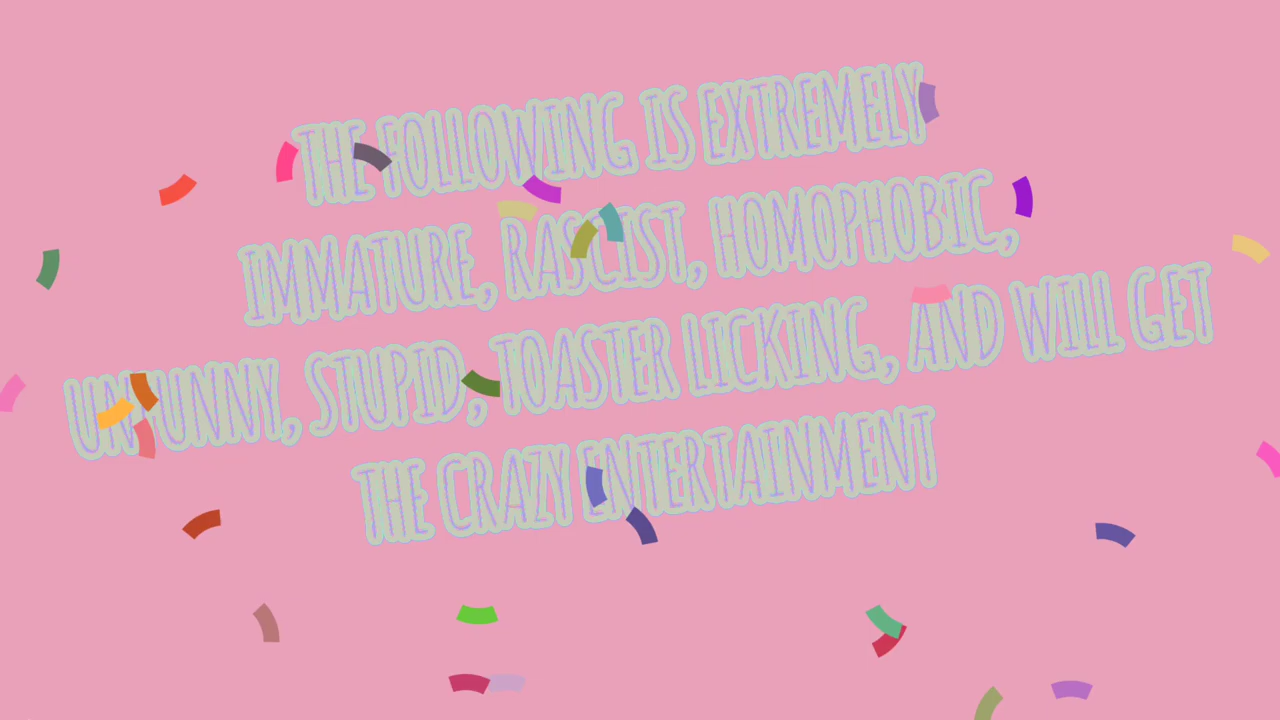 THE FOLLOWING IS EXTREMELY
IMMATURE, RASCIST, HOMOPHOBIC,
UNFUNNY, STUPID, TOASTER LICKING, AND WILL GET
THE CRAZY ENTERTAINMENT